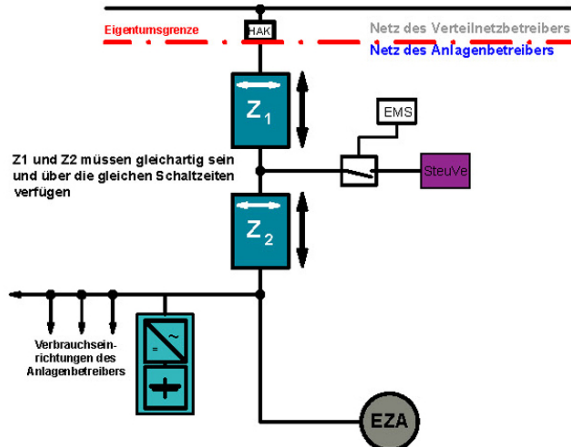 Eigentumsgrenze
HAK
Netz des Verteilnetzbetreibers
Netz des Anlagenbetreibers
Z1
EMS
Z1 und Z2 müssen gleichartig sein
und über die gleichen Schaltzeiten
verfügen
SteuVe
Z2
Verbrauchsein-
richtungen des
Anlagenbetreibers
= ~
EZA